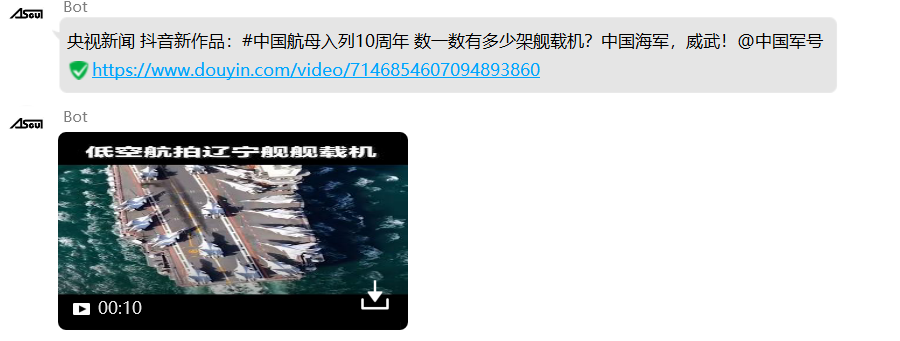 ASoul
Bot
央视新闻 抖音新作品：#中国航母入列10周年 数一数有多少架舰载机？中国海军，威武！@中国军号
https://www.douyin.com/video/7146854607094893860
ASoul
Bot
低空航拍辽宁舰舰载机
00:10